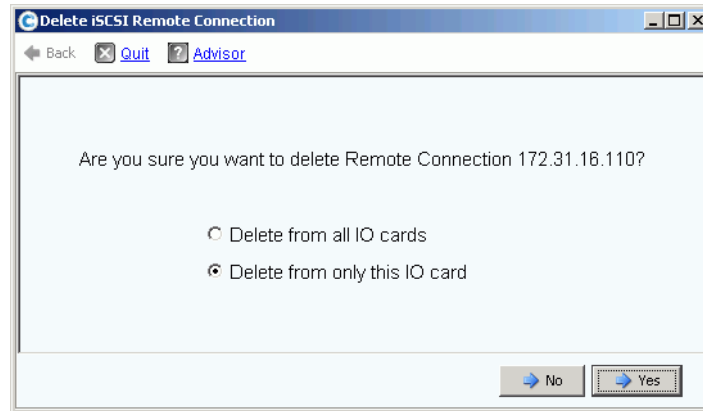 Delete iSCSI Remote Connection
Back Quit ? Advisor
Are you sure you want to delete Remote Connection 172.31.16.110?
Delete from all IO cards
Delete from only this IO card
No Yes